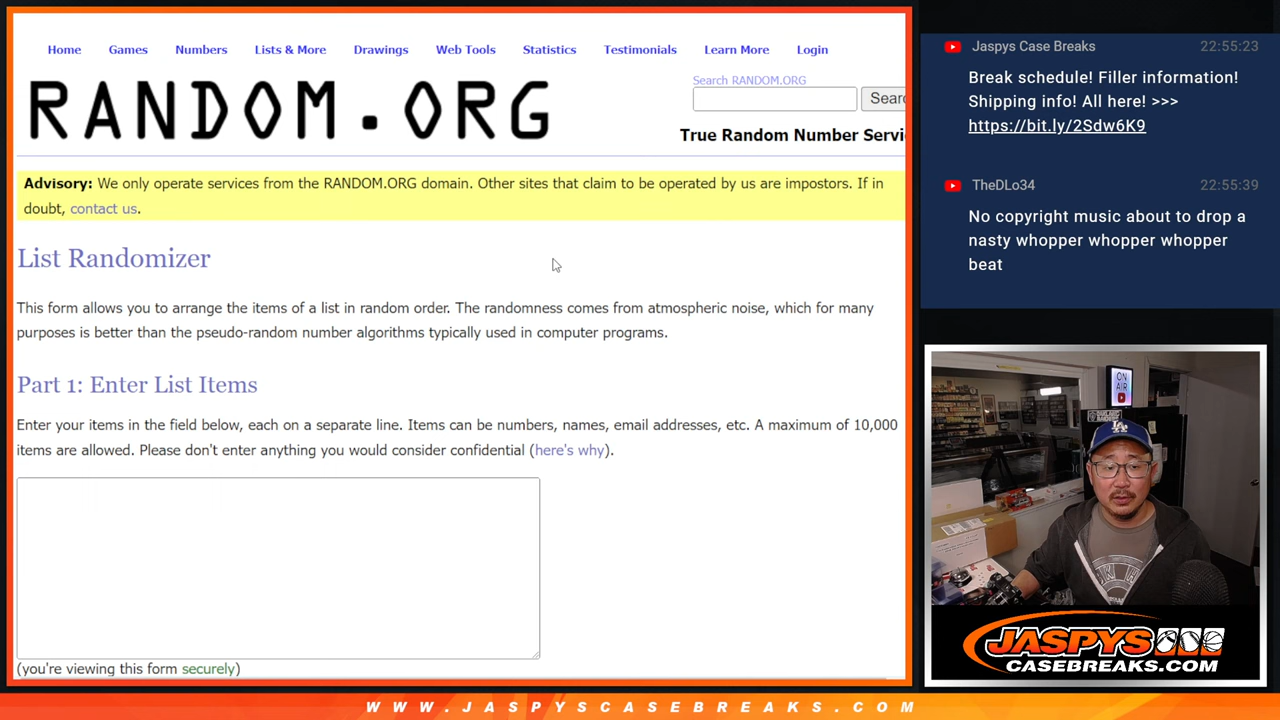 Home Games Numbers Lists & More Drawings Web Tools Statistics Testimonials Learn More Login
RANDOM.ORG
Search RANDOM.ORG
Searc
True Random Number Servi
Advisory: We only operate services from the RANDOM.ORG domain. Other sites that claim to be operated by us are impostors. If in
doubt, contact us.
List Randomizer
This form allows you to arrange the items of a list in random order. The randomness comes from atmospheric noise, which for many
purposes is better than the pseudo-random number algorithms typically used in computer programs.
Part 1: Enter List Items
Enter your items in the field below, each on a separate line. Items can be numbers, names, email addresses, etc. A maximum of 10,000
items are allowed. Please don't enter anything you would consider confidential (here's why).
(you're viewing this form securely)
Jaspys Case Breaks 22:55:23
Break schedule! Filler information!
Shipping info! All here! >>>
https://bit.ly/2Sdw6K9
TheDLo34 22:55:39
No copyright music about to drop a
nasty whopper whopper whopper
beat
ON
AIR
LA
JASPYS
CASEBREAKS.COM
WWW.JASPYSCASEBREAKS.COM